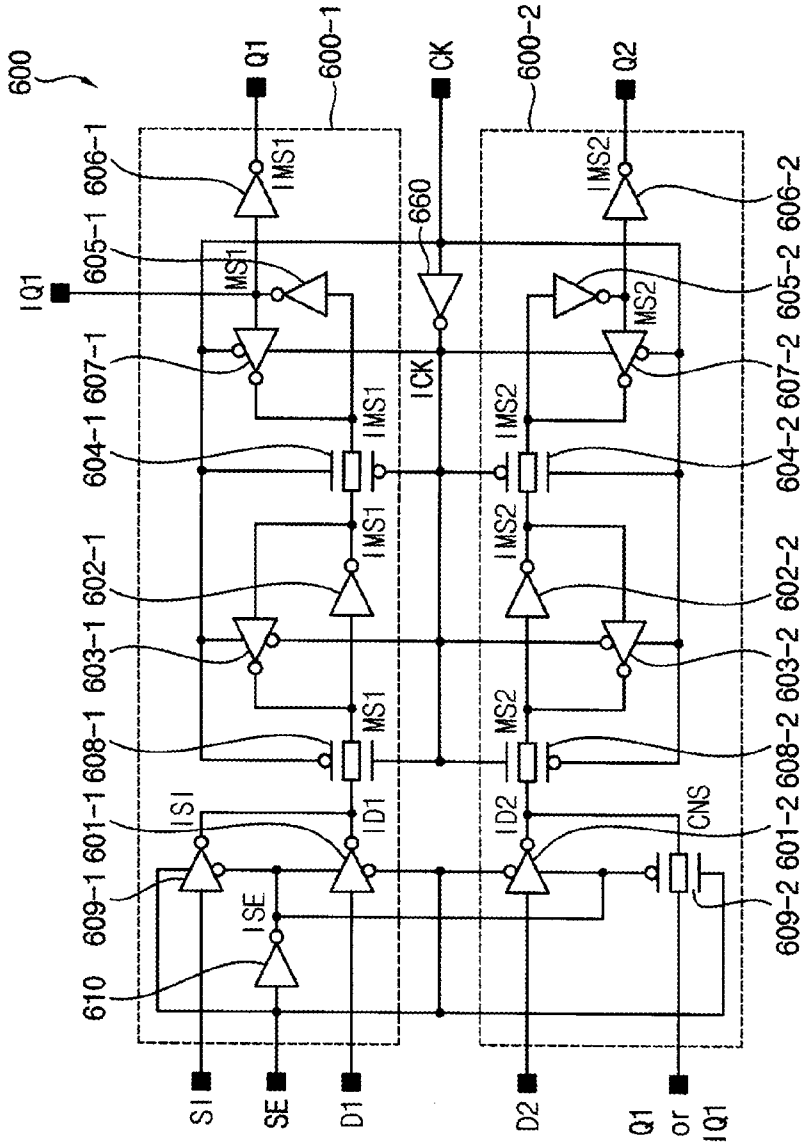 600
600-1
600-2
IQ1
Q1
CK
Q2
606-1
605-1
607-1
604-1
602-1
603-1
608-1
601-1
609-1
610
660
IMS1
MS1
IMS1
IMS1
MS1
ISI
ID1
ISE
ICK
IMS2
MS2
IMS2
IMS2
MS2
ID2
CNS
SI
SE
D1
D2
Q1
or
IQ1
606-2
605-2
607-2
604-2
602-2
603-2
608-2
601-2
609-2